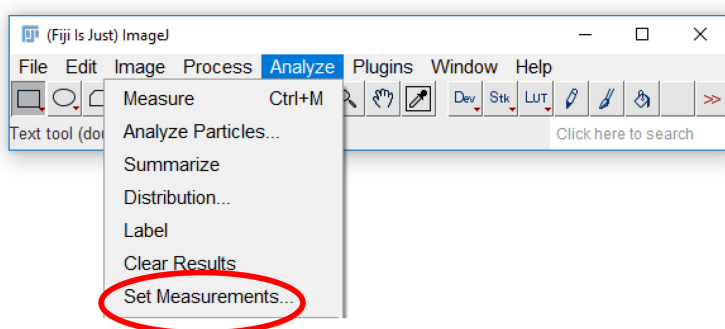 (Fiji Is Just) ImageJ
File Edit Image Process Analyze Plugins Window Help
Dev Stk LUT >>
Text tool (dou
Click here to search
Measure Ctrl+M
Analyze Particles...
Summarize
Distribution...
Label
Clear Results
Set Measurements...